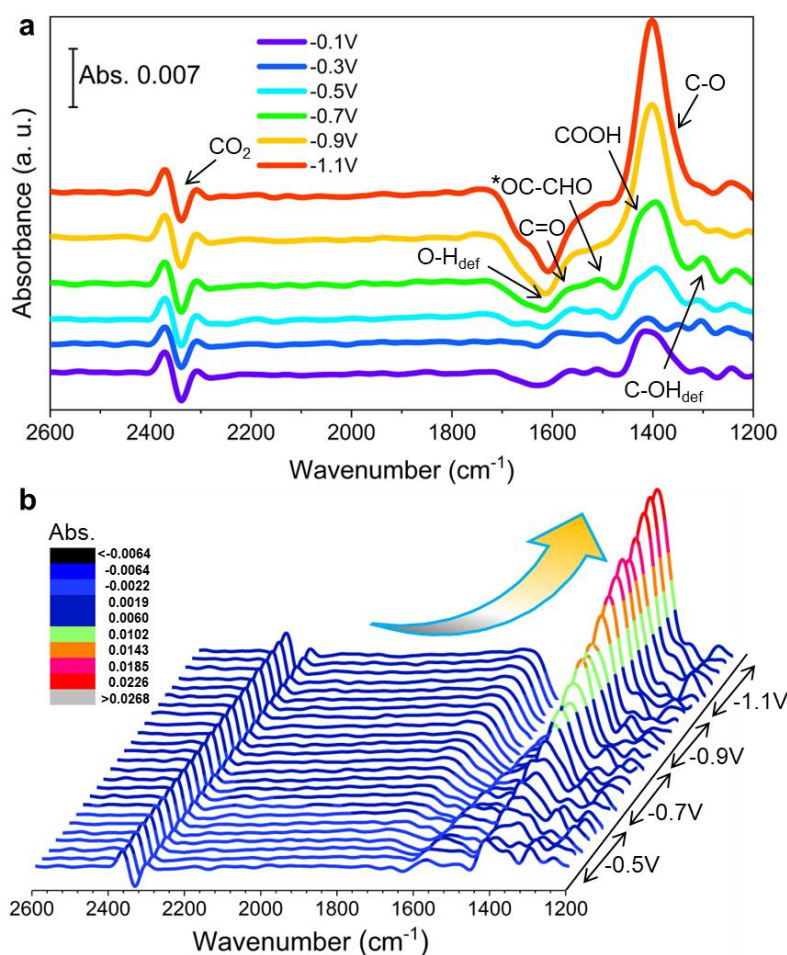 a
Abs. 0.007
-0.1V
-0.3V
-0.5V
-0.7V
-0.9V
-1.1V
CO₂
C-O
COOH
*OC-CHO
C=O
O-Hdef
C-OHdef
Absorbance (a. u.)
2600 2400 2200 2000 1800 1600 1400 1200
Wavenumber (cm⁻¹)
b
Abs.
<-0.0064
-0.0064
-0.0022
0.0019
0.0060
0.0102
0.0143
0.0185
0.0226
>0.0268
-1.1V
-0.9V
-0.7V
-0.5V
2600 2400 2200 2000 1800 1600 1400 1200
Wavenumber (cm⁻¹)